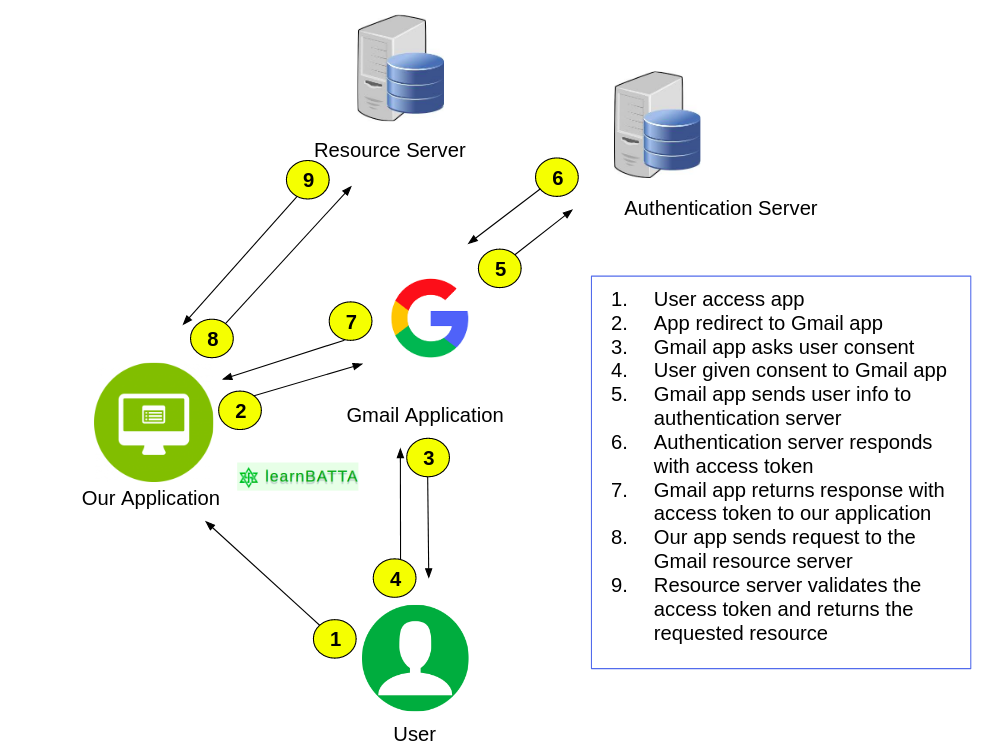 Resource Server
9
6
Authentication Server
5
7
8
2
Gmail Application
3
learnBATTA
Our Application
4
1
User
1. User access app
2. App redirect to Gmail app
3. Gmail app asks user consent
4. User given consent to Gmail app
5. Gmail app sends user info to
authentication server
6. Authentication server responds
with access token
7. Gmail app returns response with
access token to our application
8. Our app sends request to the
Gmail resource server
9. Resource server validates the
access token and returns the
requested resource